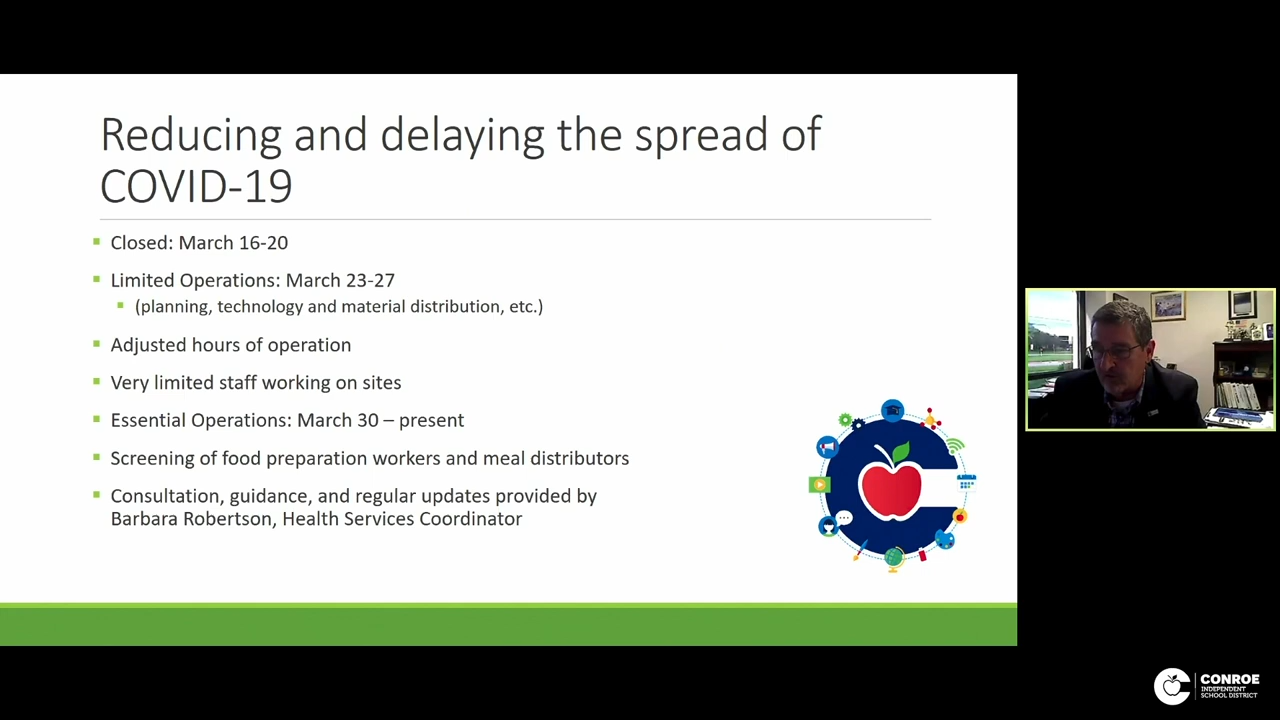 Reducing and delaying the spread of
COVID-19
Closed: March 16-20
Limited Operations: March 23-27
(planning, technology and material distribution, etc.)
Adjusted hours of operation
Very limited staff working on sites
Essential Operations: March 30 – present
Screening of food preparation workers and meal distributors
Consultation, guidance, and regular updates provided by
Barbara Robertson, Health Services Coordinator
CONROE
INDEPENDENT
SCHOOL DISTRICT